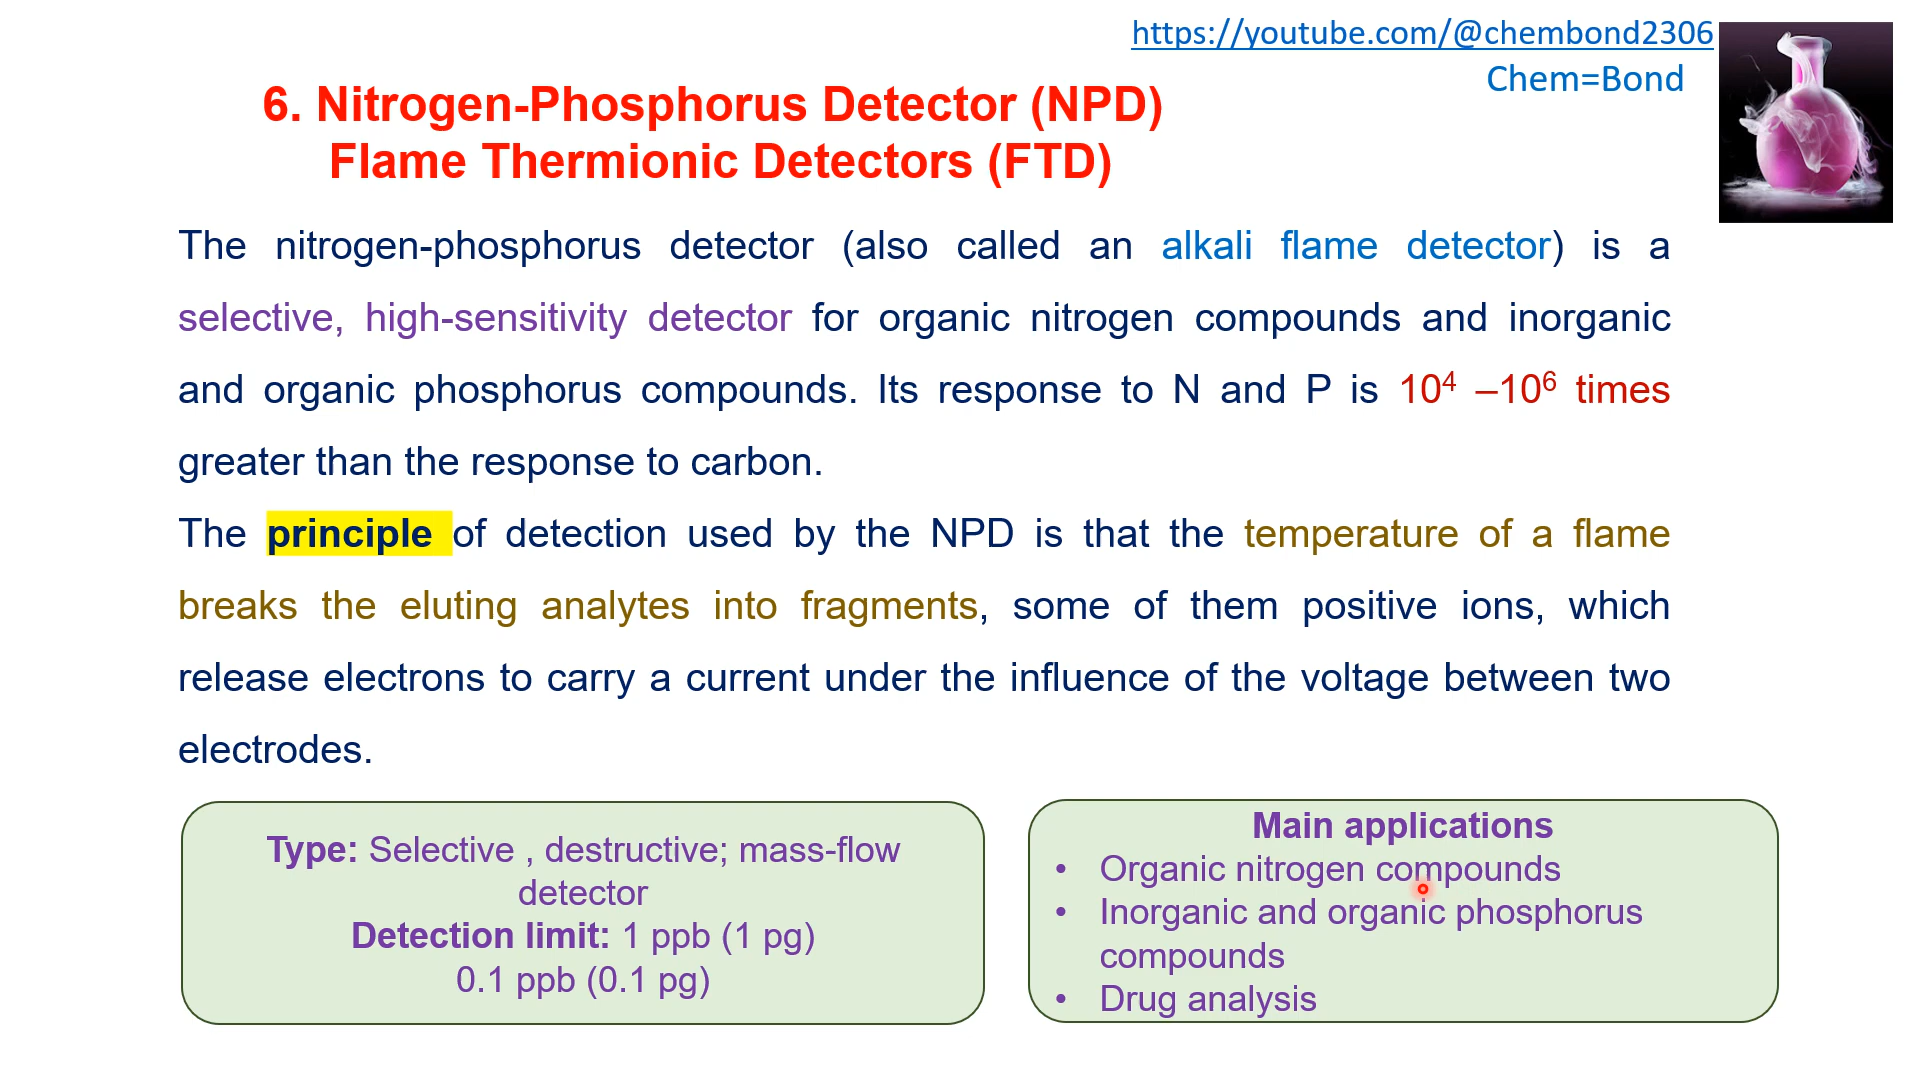 https://youtube.com/@chembond2306
Chem=Bond
6. Nitrogen-Phosphorus Detector (NPD)
Flame Thermionic Detectors (FTD)
The nitrogen-phosphorus detector (also called an alkali flame detector) is a
selective, high-sensitivity detector for organic nitrogen compounds and inorganic
and organic phosphorus compounds. Its response to N and P is 10⁴ –10⁶ times
greater than the response to carbon.
The principle of detection used by the NPD is that the temperature of a flame
breaks the eluting analytes into fragments, some of them positive ions, which
release electrons to carry a current under the influence of the voltage between two
electrodes.
Type: Selective , destructive; mass-flow
detector
Detection limit: 1 ppb (1 pg)
0.1 ppb (0.1 pg)
Main applications
• Organic nitrogen compounds
• Inorganic and organic phosphorus
compounds
• Drug analysis